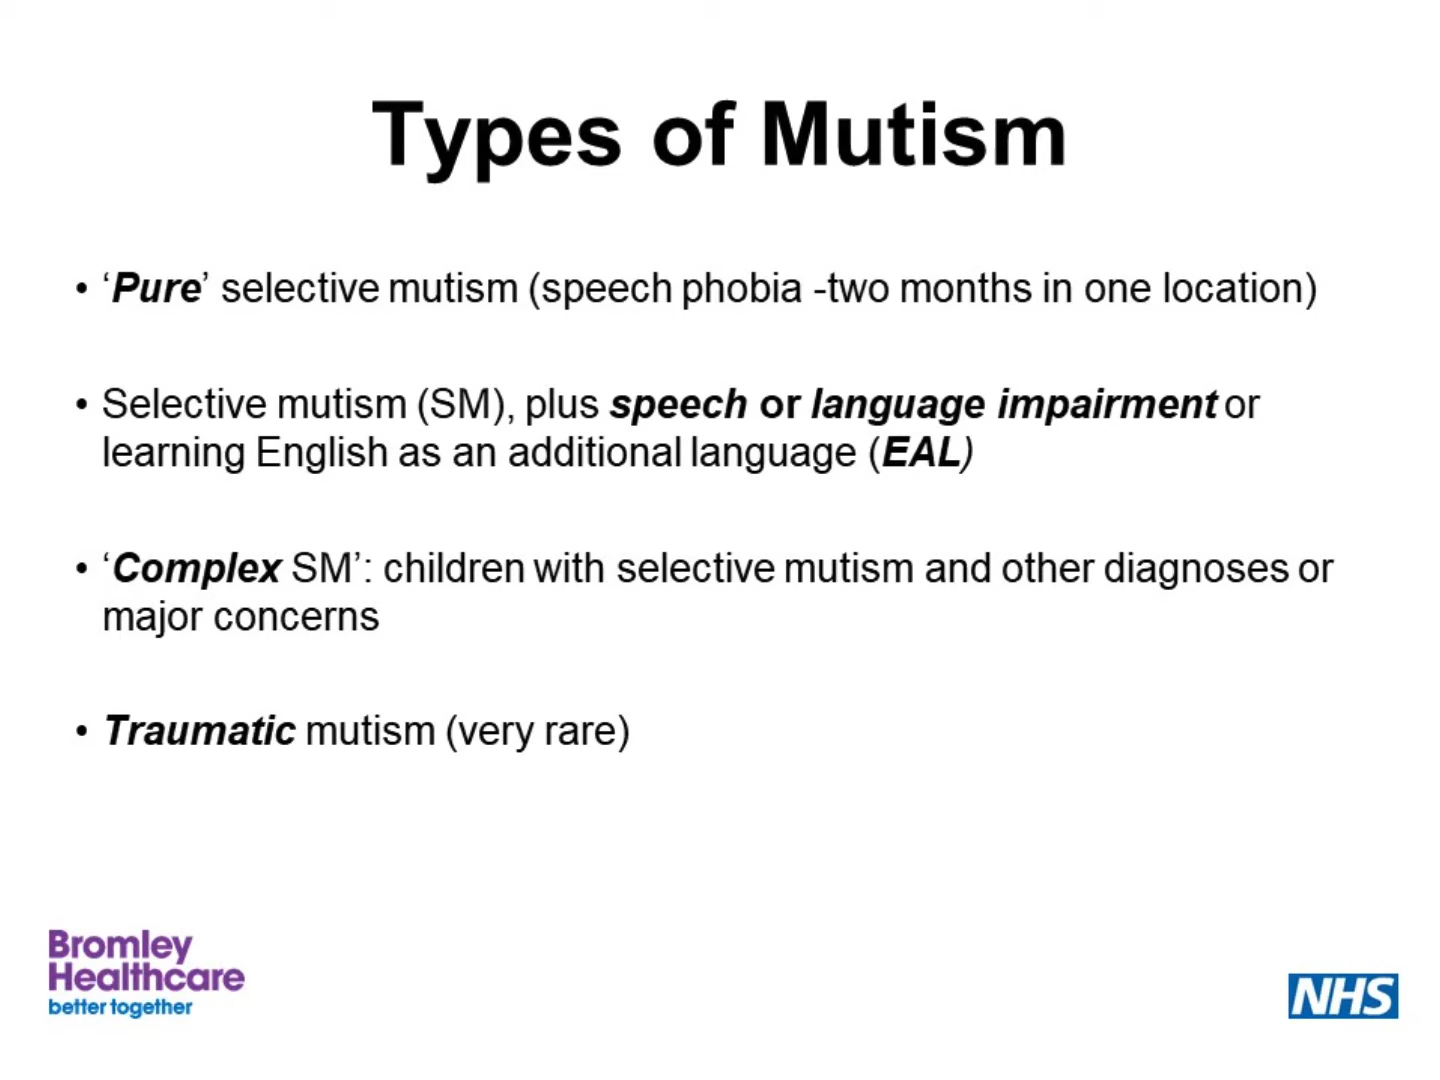 Types of Mutism
• ‘Pure’ selective mutism (speech phobia -two months in one location)
• Selective mutism (SM), plus speech or language impairment or
learning English as an additional language (EAL)
• ‘Complex SM’: children with selective mutism and other diagnoses or
major concerns
• Traumatic mutism (very rare)
Bromley
Healthcare
better together
NHS